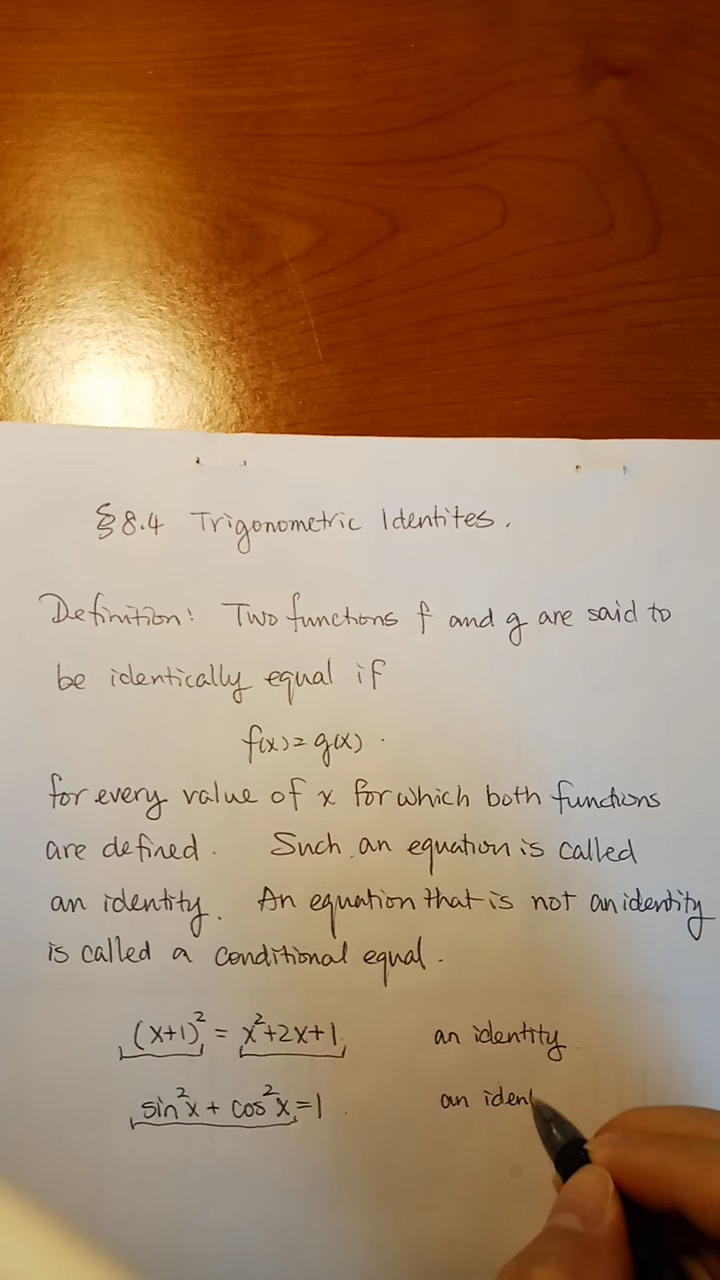 § 8.4 Trigonometric Identites.
Definition: Two functions f and g are said to
be identically equal if
f(x) = g(x).
for every value of x for which both functions
are defined. Such an equation is called
an identity. An equation that is not an identity
is called a conditional equal.
(x+1)² = x²+2x+1 an identity.
sin²x + cos²x = 1. an iden